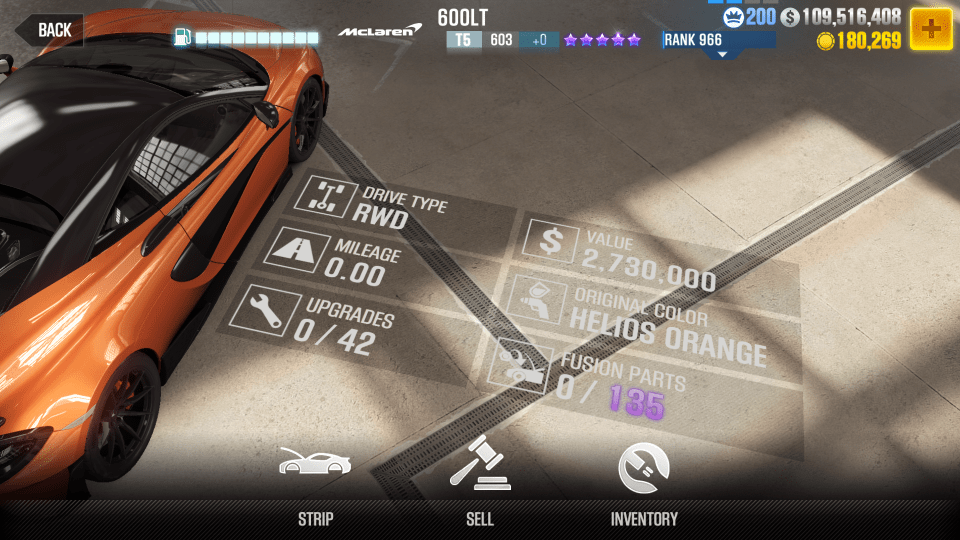 BACK
McLaren
600LT
T5 603 +0
RANK 966
200 $ 109,516,408
180,269
+
DRIVE TYPE
RWD
MILEAGE
0.00
UPGRADES
0 / 42
$ VALUE
2,730,000
ORIGINAL COLOR
HELIOS ORANGE
FUSION PARTS
0 / 135
STRIP
SELL
INVENTORY